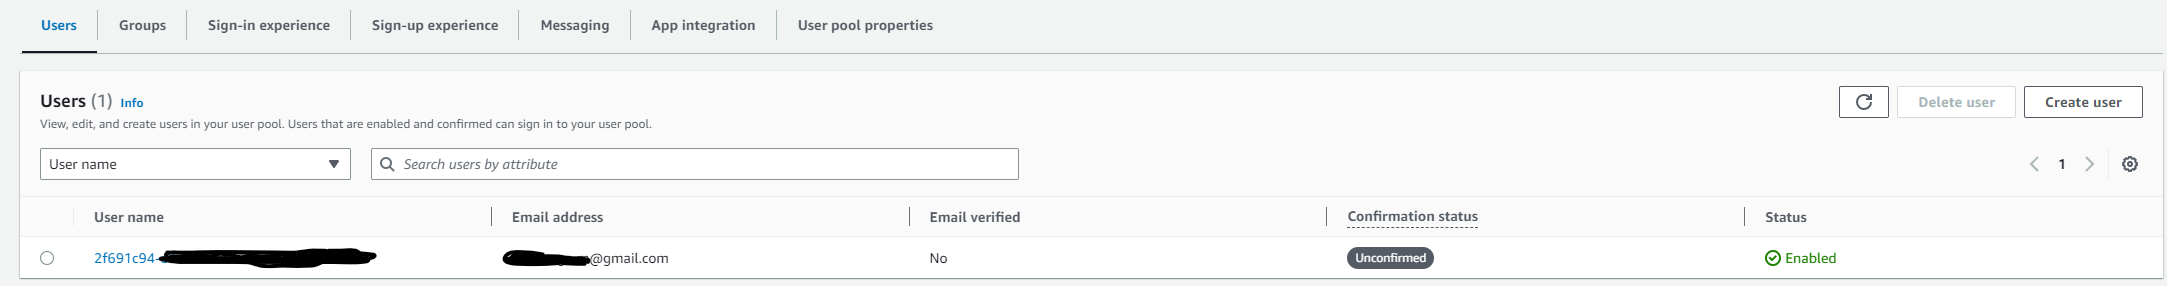 Users Groups Sign-in experience Sign-up experience Messaging App integration User pool properties
Users (1) Info
Delete user Create user
View, edit, and create users in your user pool. Users that are enabled and confirmed can sign in to your user pool.
User name Search users by attribute 1
User name Email address Email verified Confirmation status Status
2f691c94- @gmail.com No Unconfirmed Enabled